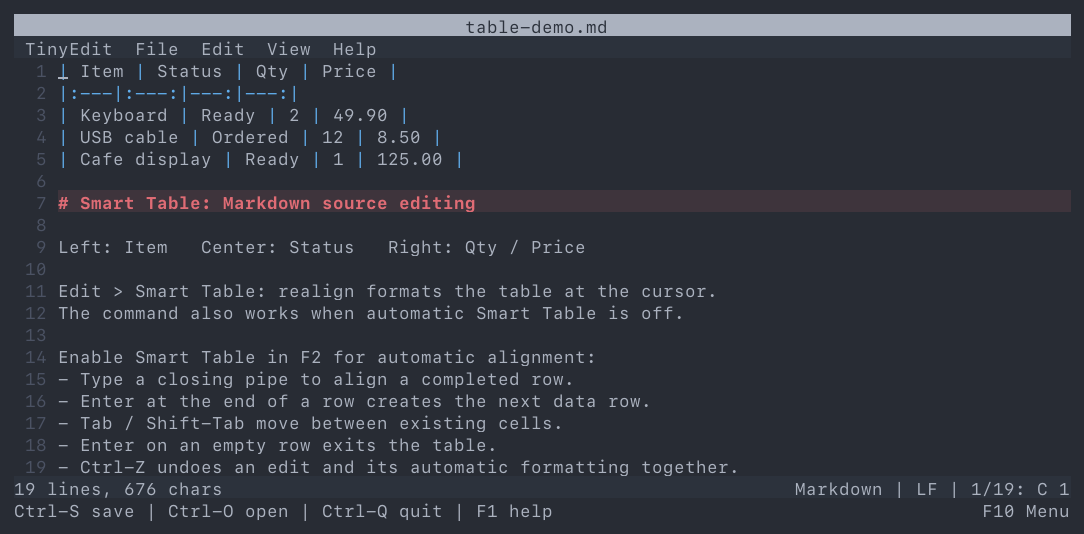 table-demo.md
TinyEdit File Edit View Help
1 | Item | Status | Qty | Price |
2 |:---|:---:|---:|---:|
3 | Keyboard | Ready | 2 | 49.90 |
4 | USB cable | Ordered | 12 | 8.50 |
5 | Cafe display | Ready | 1 | 125.00 |
6
7 # Smart Table: Markdown source editing
8
9 Left: Item   Center: Status   Right: Qty / Price
10
11 Edit > Smart Table: realign formats the table at the cursor.
12 The command also works when automatic Smart Table is off.
13
14 Enable Smart Table in F2 for automatic alignment:
15 - Type a closing pipe to align a completed row.
16 - Enter at the end of a row creates the next data row.
17 - Tab / Shift-Tab move between existing cells.
18 - Enter on an empty row exits the table.
19 - Ctrl-Z undoes an edit and its automatic formatting together.
19 lines, 676 chars Markdown | LF | 1/19: C 1
Ctrl-S save | Ctrl-O open | Ctrl-Q quit | F1 help F10 Menu